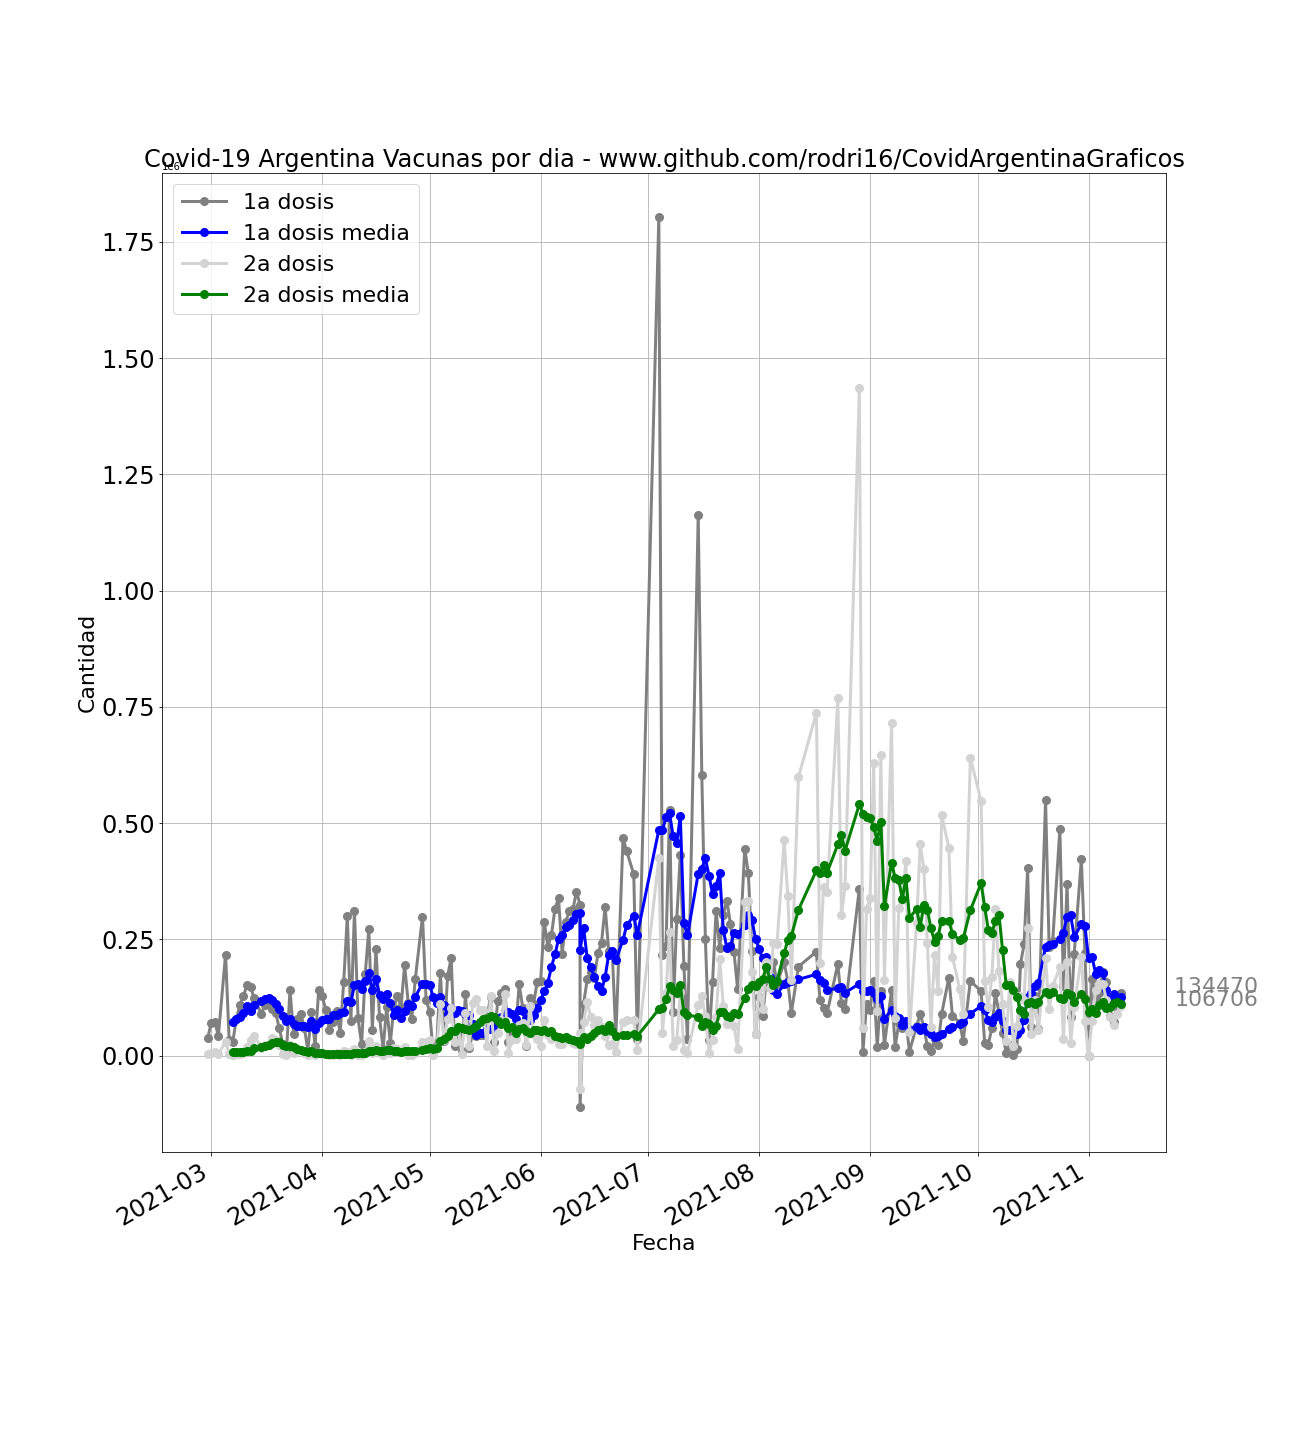 Covid-19 Argentina Vacunas por dia - www.github.com/rodri16/CovidArgentinaGraficos
1e6
1a dosis
1a dosis media
2a dosis
2a dosis media
1.75
1.50
1.25
1.00
0.75
0.50
0.25
0.00
Cantidad
134470
106706
2021-03
2021-04
2021-05
2021-06
2021-07
2021-08
2021-09
2021-10
2021-11
Fecha